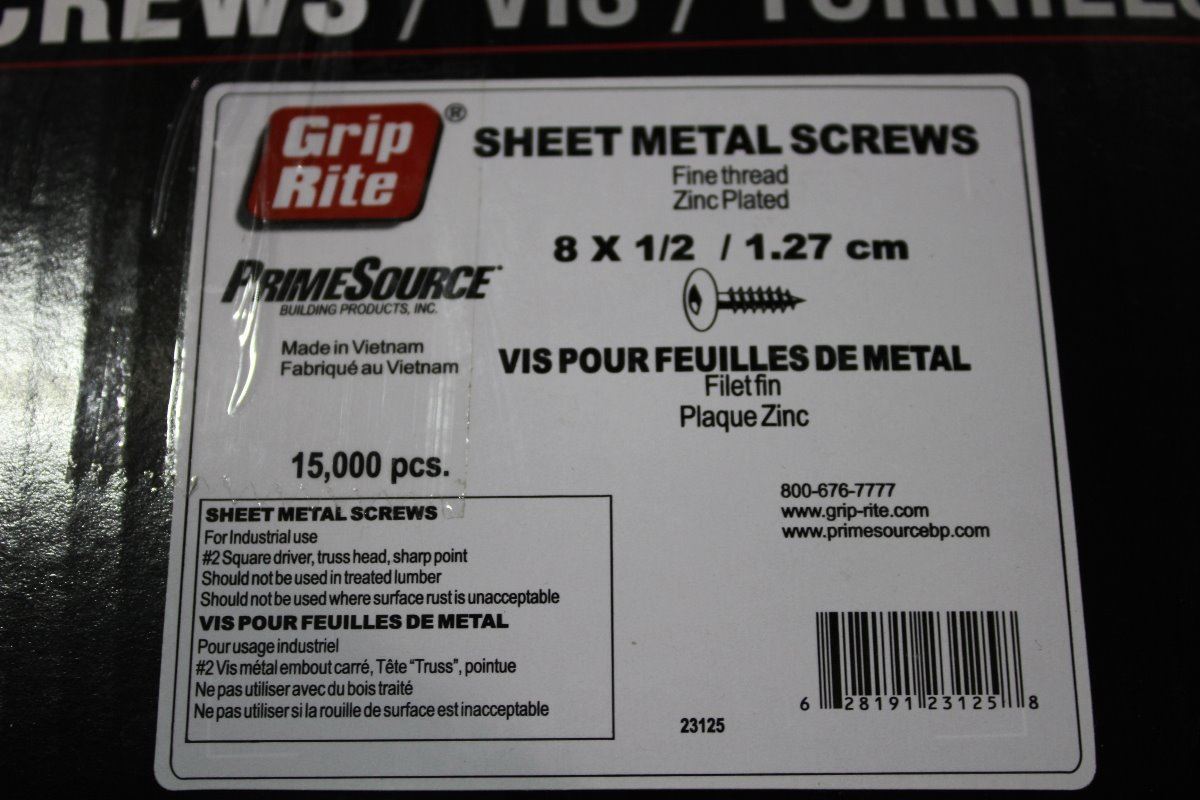 SCREWS / VIS / TORNILLOS
Grip
Rite®
SHEET METAL SCREWS
Fine thread
Zinc Plated
8 X 1/2 / 1.27 cm
PRIMESOURCE
BUILDING PRODUCTS, INC.
Made in Vietnam
Fabriqué au Vietnam
VIS POUR FEUILLES DE METAL
Filet fin
Plaque Zinc
15,000 pcs.
800-676-7777
www.grip-rite.com
www.primesourcebp.com
SHEET METAL SCREWS
For Industrial use
#2 Square driver, truss head, sharp point
Should not be used in treated lumber
Should not be used where surface rust is unacceptable
VIS POUR FEUILLES DE METAL
Pour usage industriel
#2 Vis métal embout carré, Tête “Truss”, pointue
Ne pas utiliser avec du bois traité
Ne pas utiliser si la rouille de surface est inacceptable
23125
6 28191 23125 8